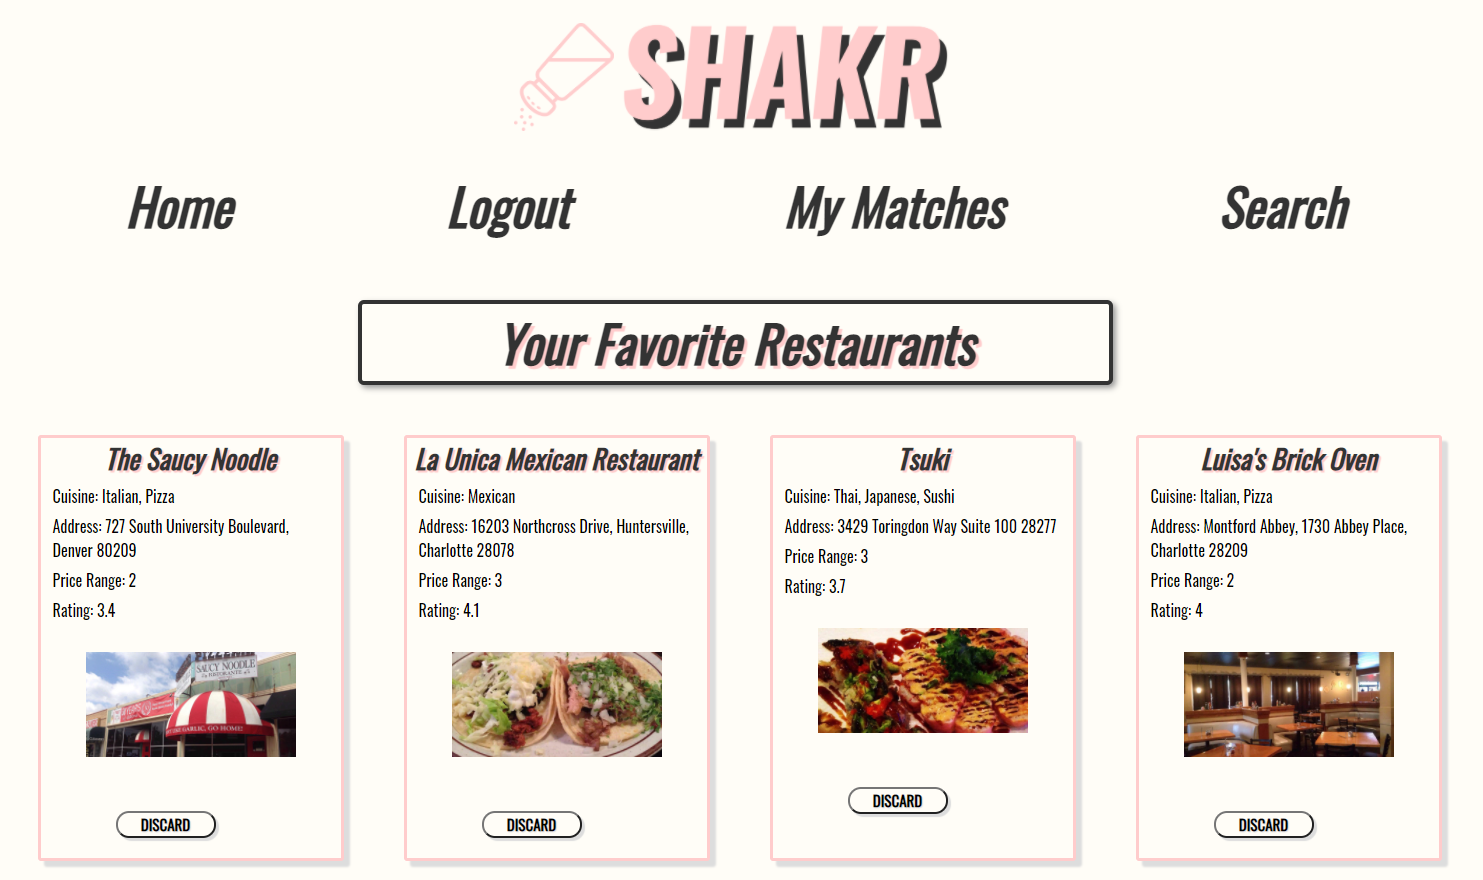 SHAKR
Home Logout My Matches Search
Your Favorite Restaurants
The Saucy Noodle
Cuisine: Italian, Pizza
Address: 727 South University Boulevard,
Denver 80209
Price Range: 2
Rating: 3.4
SAUCY NOODLE
GARLIC, GO HOME!
DISCARD
La Unica Mexican Restaurant
Cuisine: Mexican
Address: 16203 Northcross Drive, Huntersville,
Charlotte 28078
Price Range: 3
Rating: 4.1
DISCARD
Tsuki
Cuisine: Thai, Japanese, Sushi
Address: 3429 Toringdon Way Suite 100 28277
Price Range: 3
Rating: 3.7
DISCARD
Luisa's Brick Oven
Cuisine: Italian, Pizza
Address: Montford Abbey, 1730 Abbey Place,
Charlotte 28209
Price Range: 2
Rating: 4
DISCARD